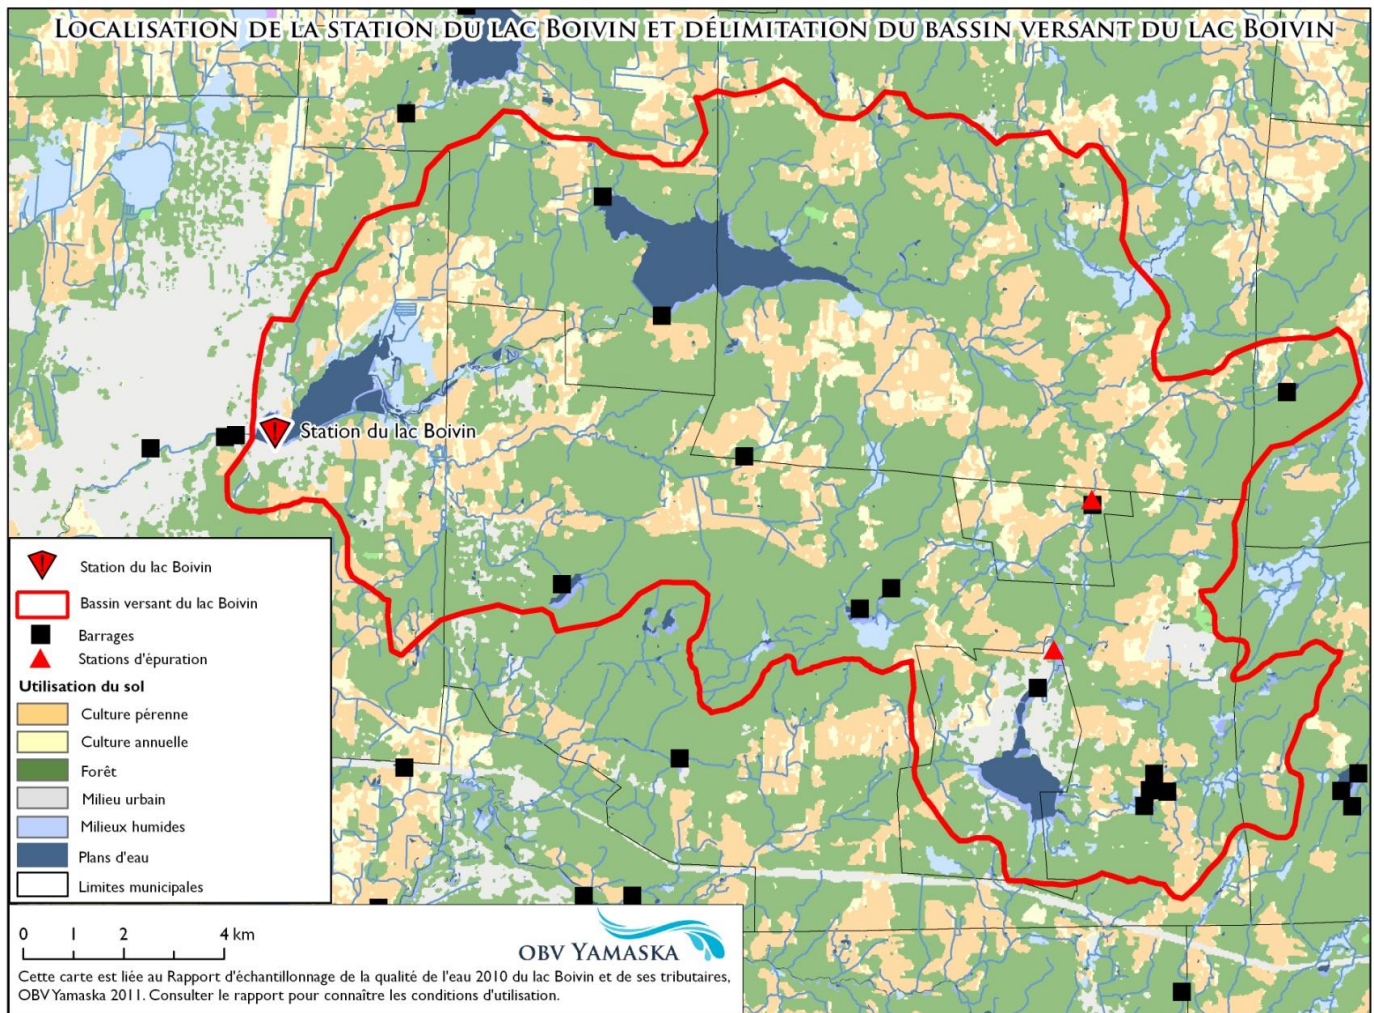 Localisation de la station du lac Boivin et délimitation du bassin versant du lac Boivin
Station du lac Boivin
Station du lac Boivin
Bassin versant du lac Boivin
Barrages
Stations d'épuration
Utilisation du sol
Culture pérenne
Culture annuelle
Forêt
Milieu urbain
Milieux humides
Plans d'eau
Limites municipales
0 1 2 4 km
OBV YAMASKA
Cette carte est liée au Rapport d'échantillonnage de la qualité de l'eau 2010 du lac Boivin et de ses tributaires,
OBV Yamaska 2011. Consulter le rapport pour connaître les conditions d'utilisation.